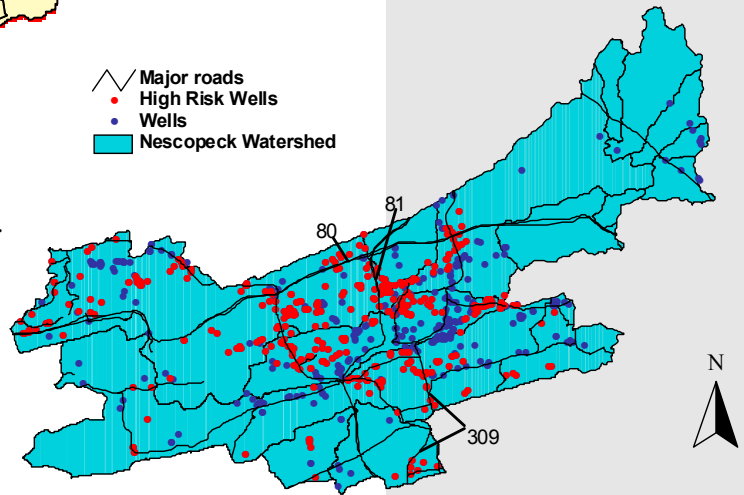 Major roads
High Risk Wells
Wells
Nescopeck Watershed
81
80
N
309